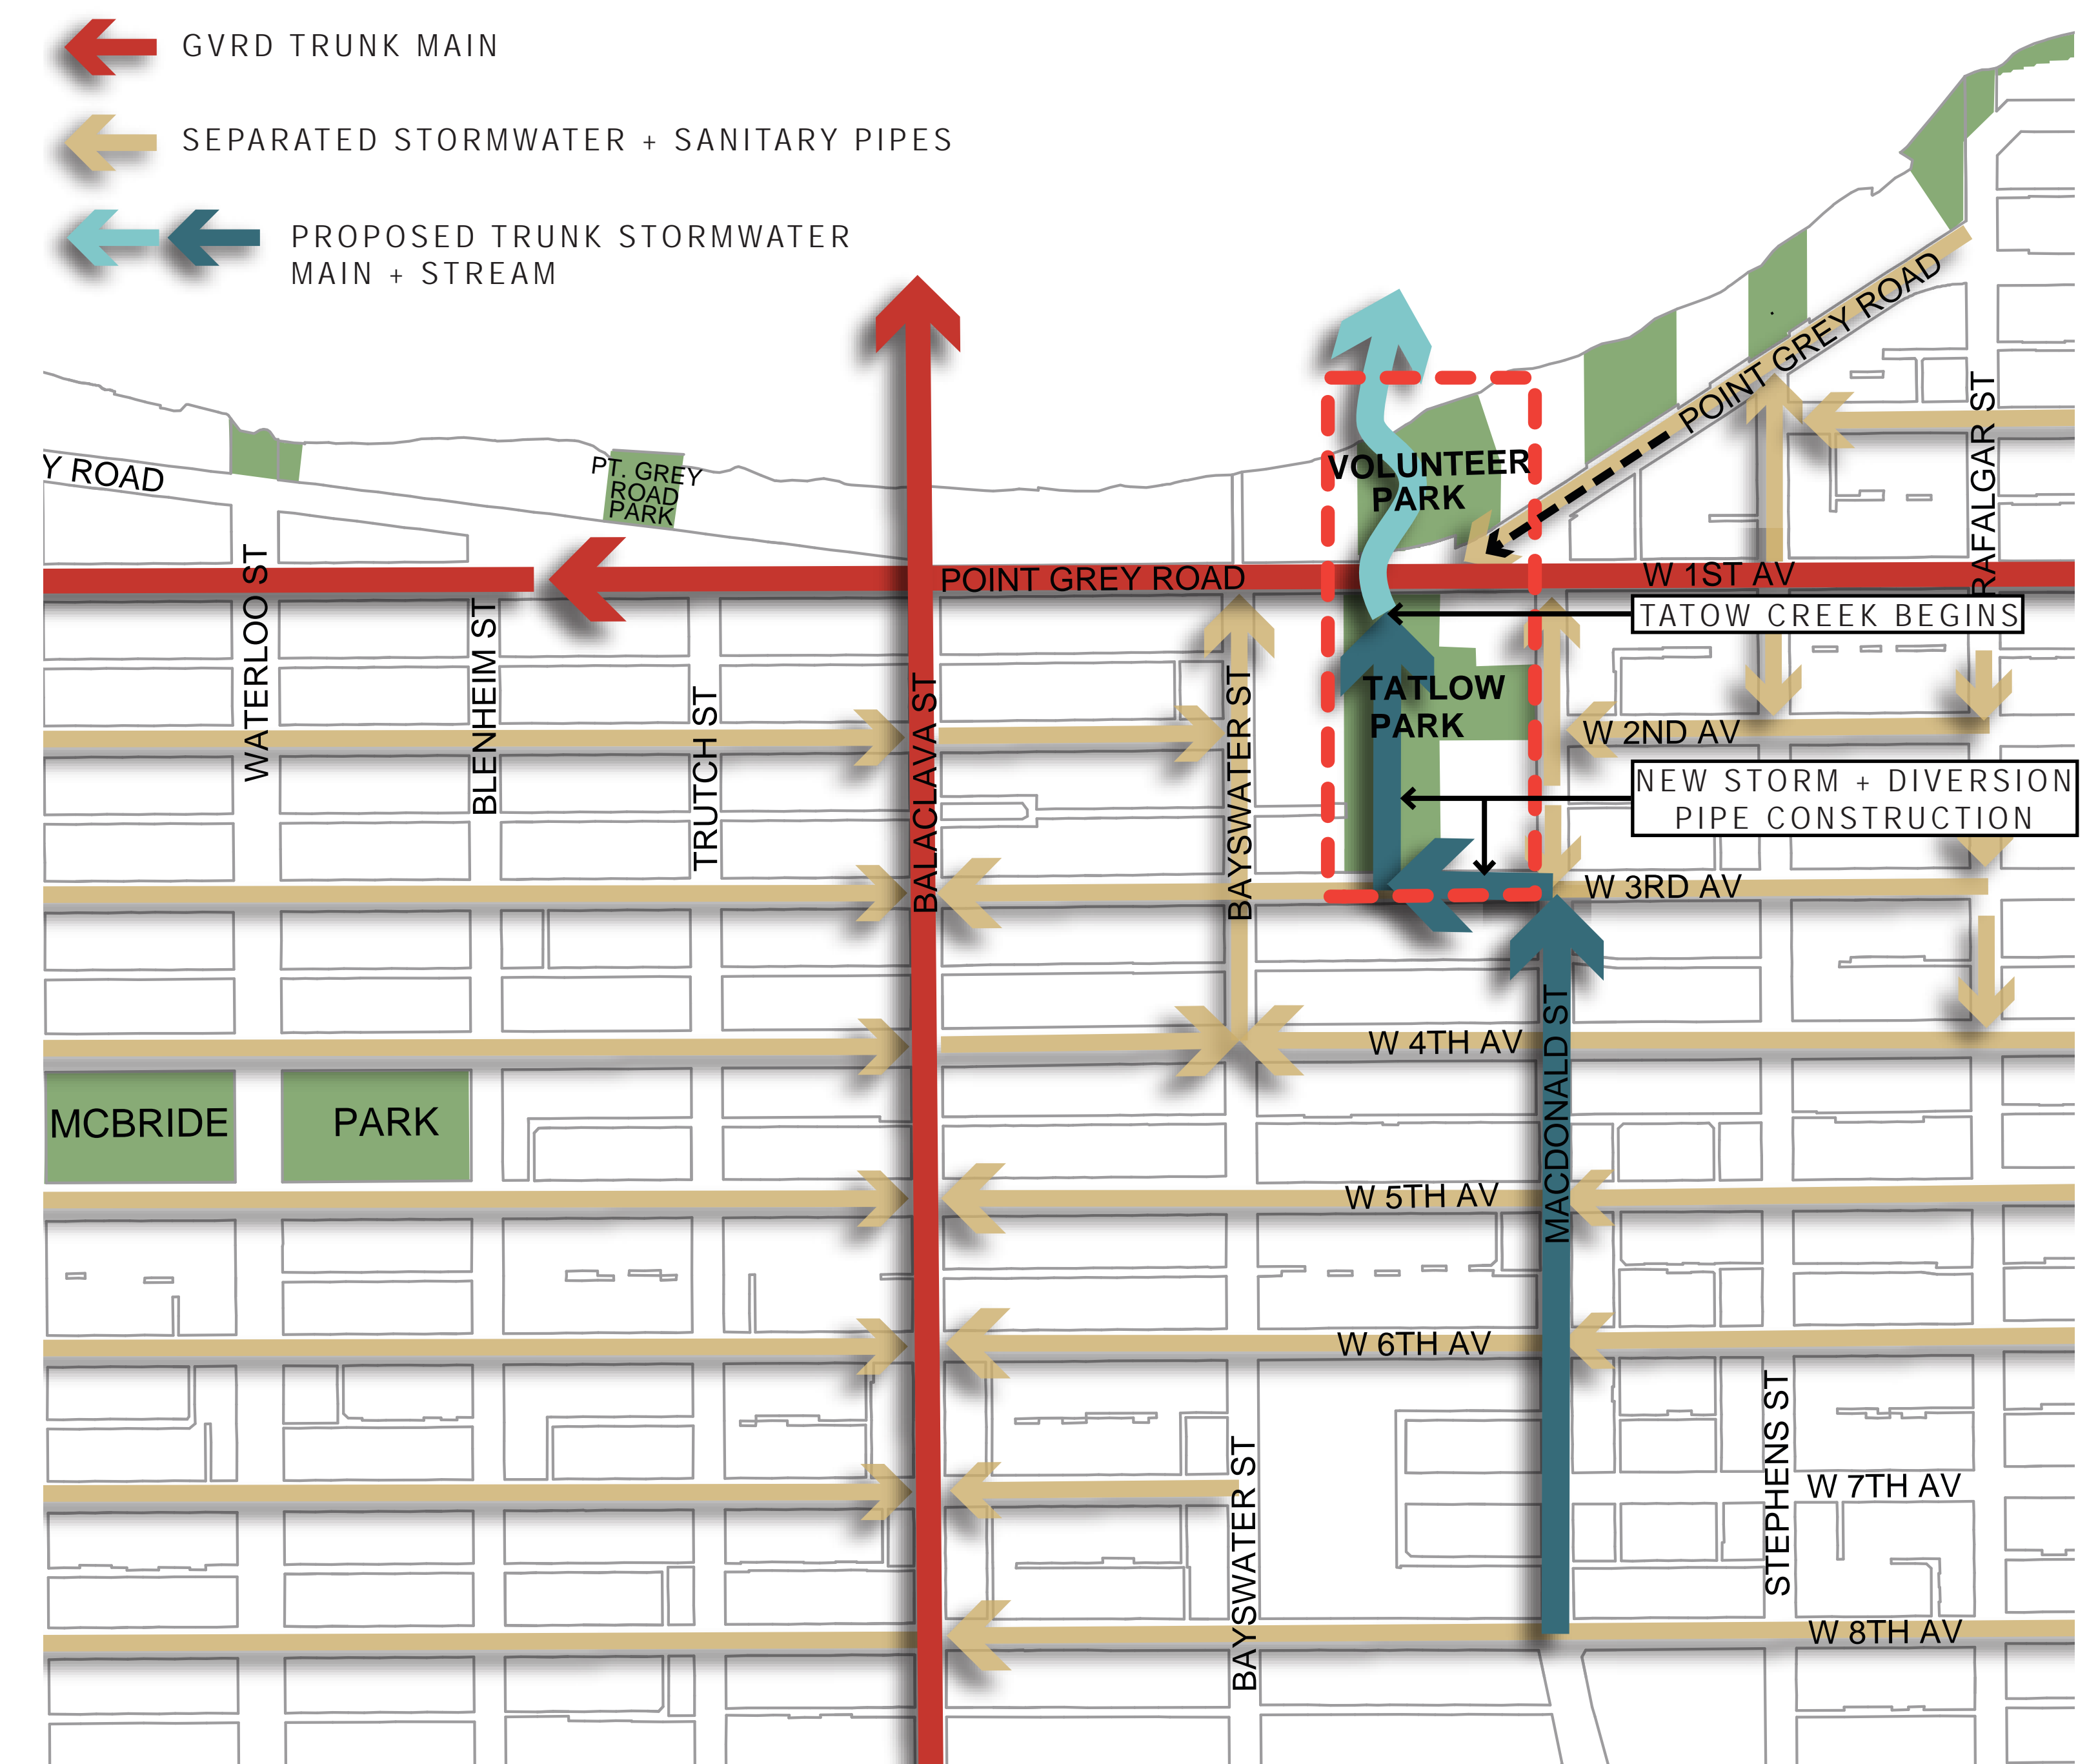 GVRD TRUNK MAIN
SEPARATED STORMWATER + SANITARY PIPES
PROPOSED TRUNK STORMWATER
MAIN + STREAM
POINT GREY ROAD
RAFALGAR ST
Y ROAD
PT. GREY
ROAD
PARK
VOLUNTEER
PARK
WATERLOO ST
BLENHEIM ST
TRUTCH ST
BALACLAVA ST
POINT GREY ROAD
W 1ST AV
TATOW CREEK BEGINS
BAYSWATER ST
TATLOW
PARK
W 2ND AV
NEW STORM + DIVERSION
PIPE CONSTRUCTION
W 3RD AV
W 4TH AV
MACDONALD ST
MCBRIDE PARK
W 5TH AV
W 6TH AV
STEPHENS ST
BAYSWATER ST
W 7TH AV
W 8TH AV